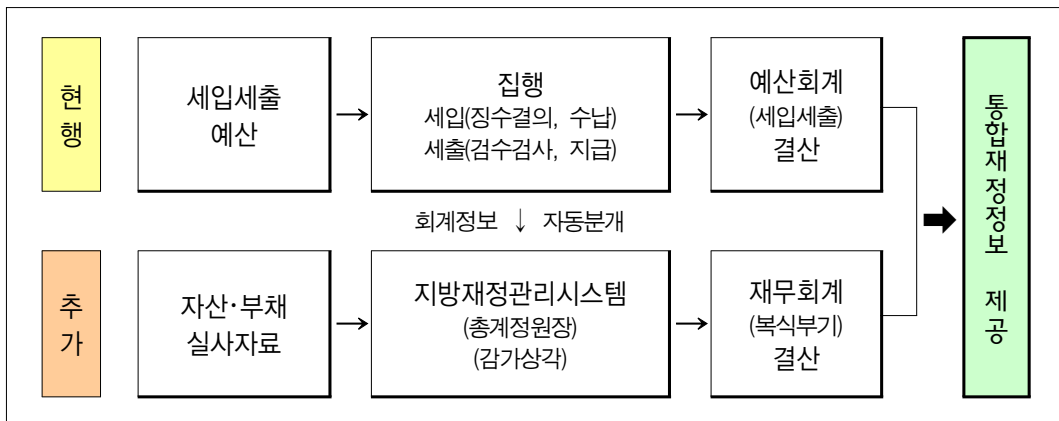 현행
세입세출
예산
→
집행
세입(징수결의, 수납)
세출(검수검사, 지급)
→
예산회계
(세입세출)
결산
회계정보 ↓ 자동분개
추가
자산·부채
실사자료
→
지방재정관리시스템
(총계정원장)
(감가상각)
→
재무회계
(복식부기)
결산
통합재정정보 제공